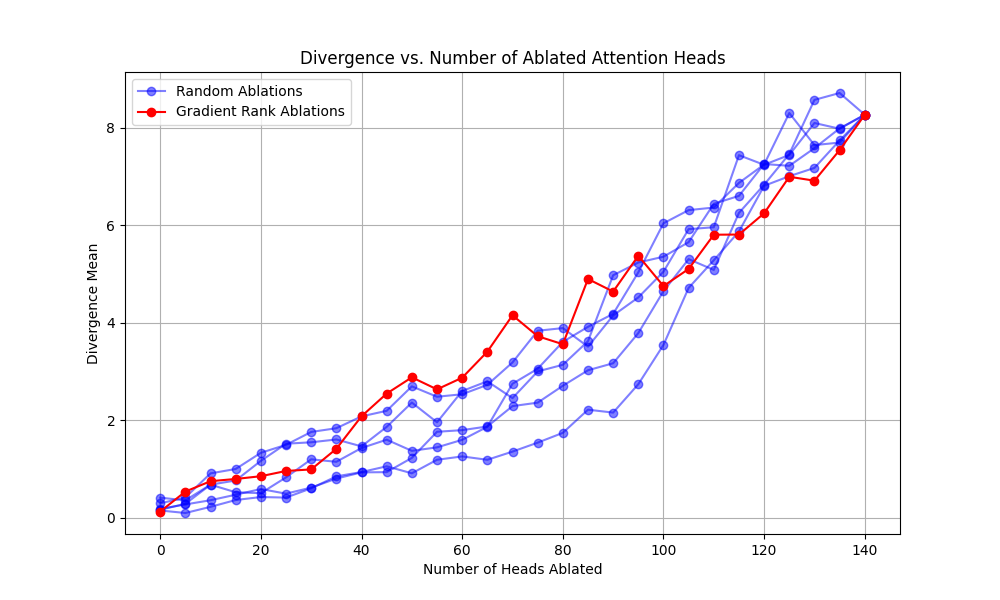 Divergence vs. Number of Ablated Attention Heads
Random Ablations
Gradient Rank Ablations
Divergence Mean
8
6
4
2
0
0 20 40 60 80 100 120 140
Number of Heads Ablated